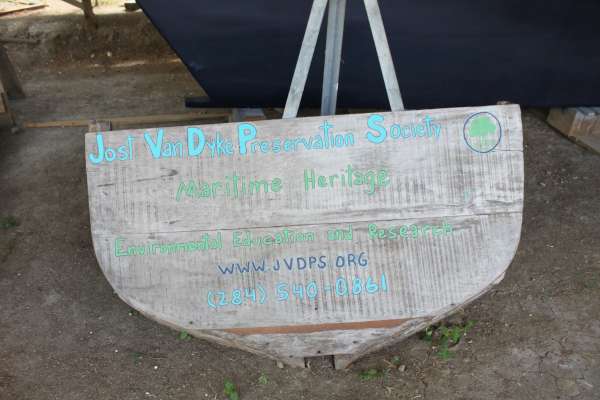 Jost Van Dyke Preservation Society
Maritime Heritage
Environmental Education and Research
WWW.JVDPS.ORG
(284) 540-0861